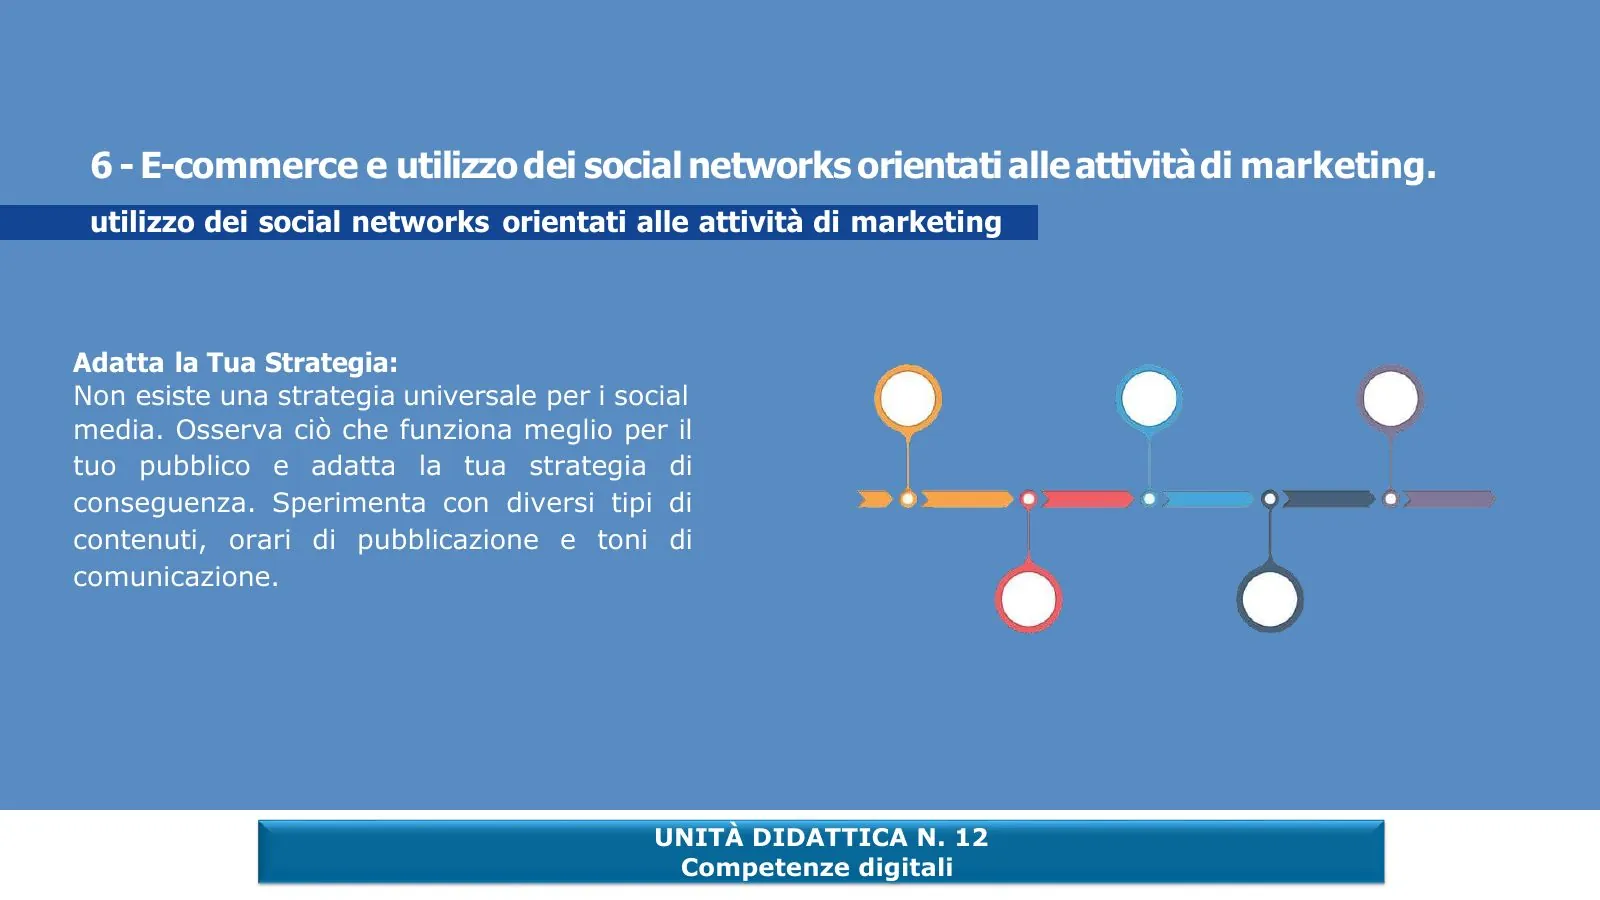 6 - E-commerce e utilizzo dei social networks orientati alle attività di marketing.
utilizzo dei social networks orientati alle attività di marketing
Adatta la Tua Strategia:
Non esiste una strategia universale per i social
media. Osserva ciò che funziona meglio per il
tuo pubblico e adatta la tua strategia di
conseguenza. Sperimenta con diversi tipi di
contenuti, orari di pubblicazione e toni di
comunicazione.
UNITÀ DIDATTICA N. 12
Competenze digitali